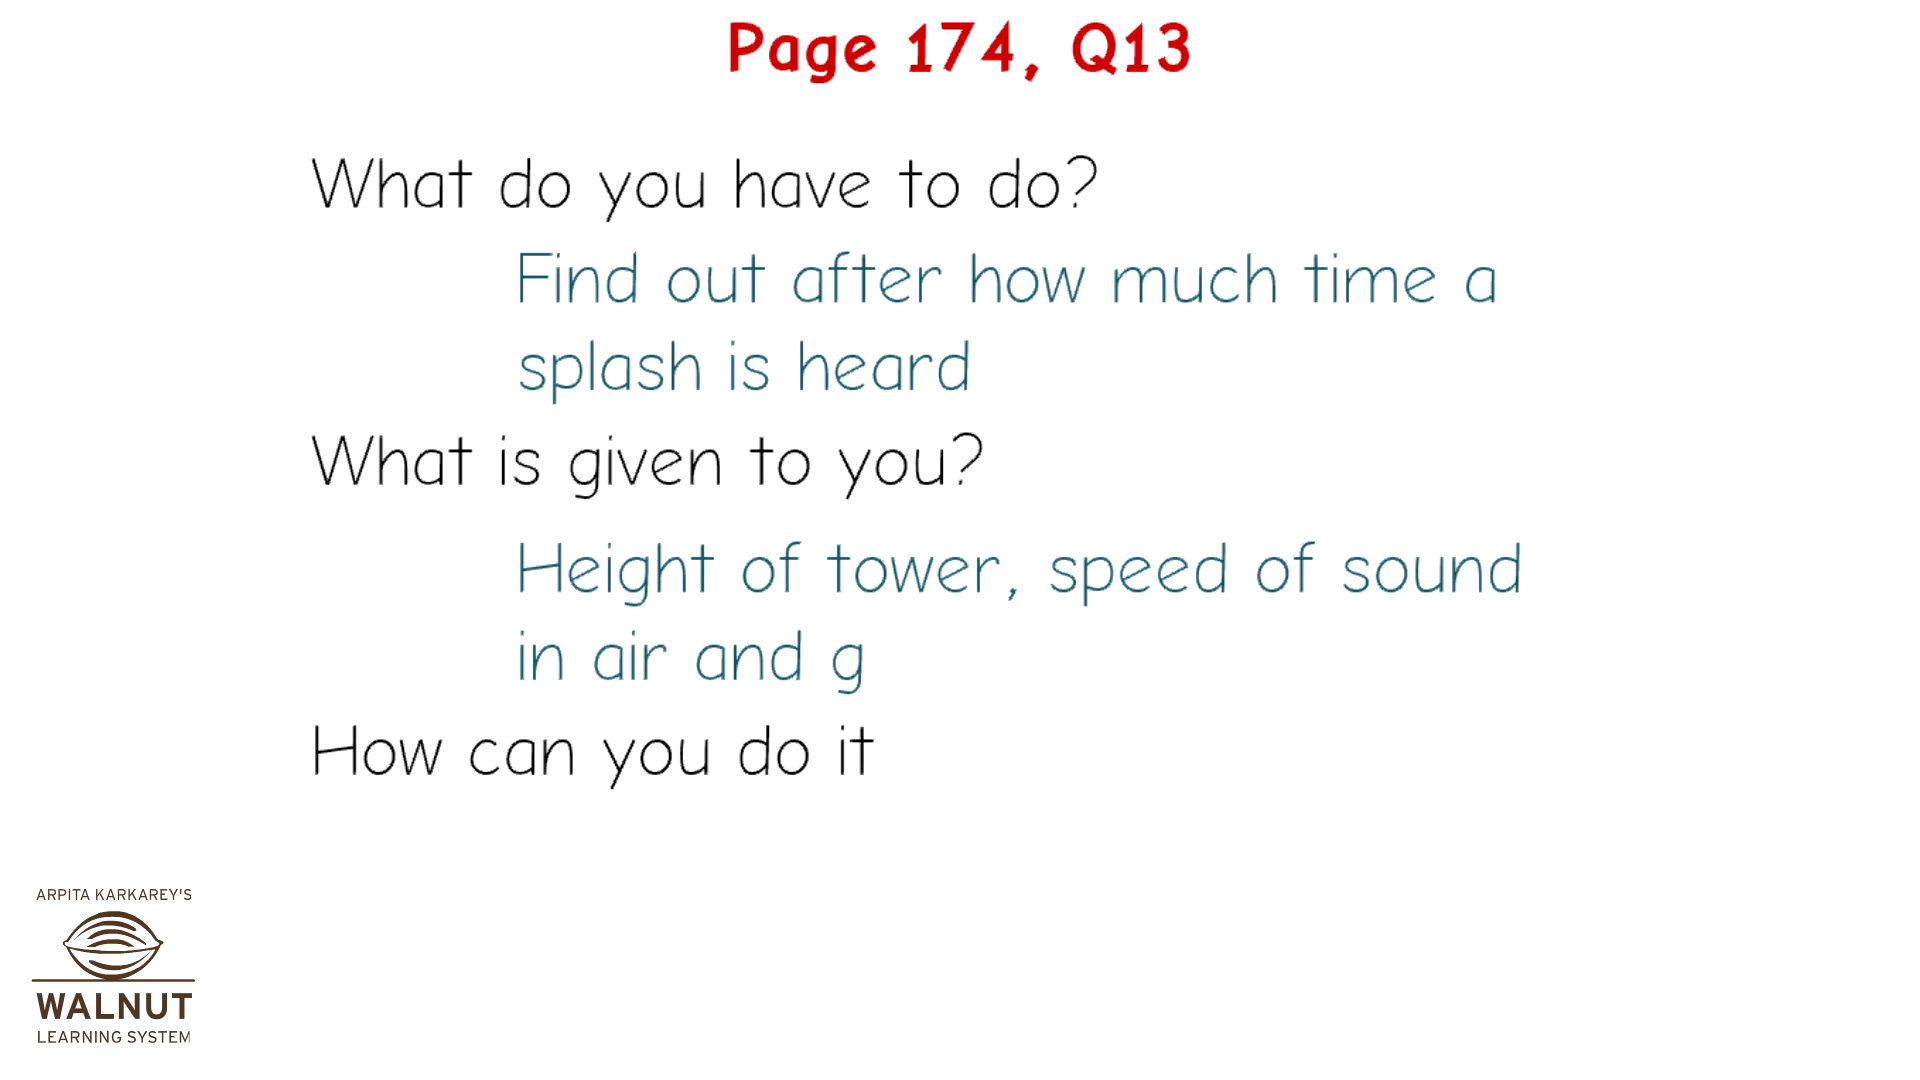 Page 174, Q13
What do you have to do?
Find out after how much time a
splash is heard
What is given to you?
Height of tower, speed of sound
in air and g
How can you do it
ARPITA KARKAREY'S
WALNUT
LEARNING SYSTEM